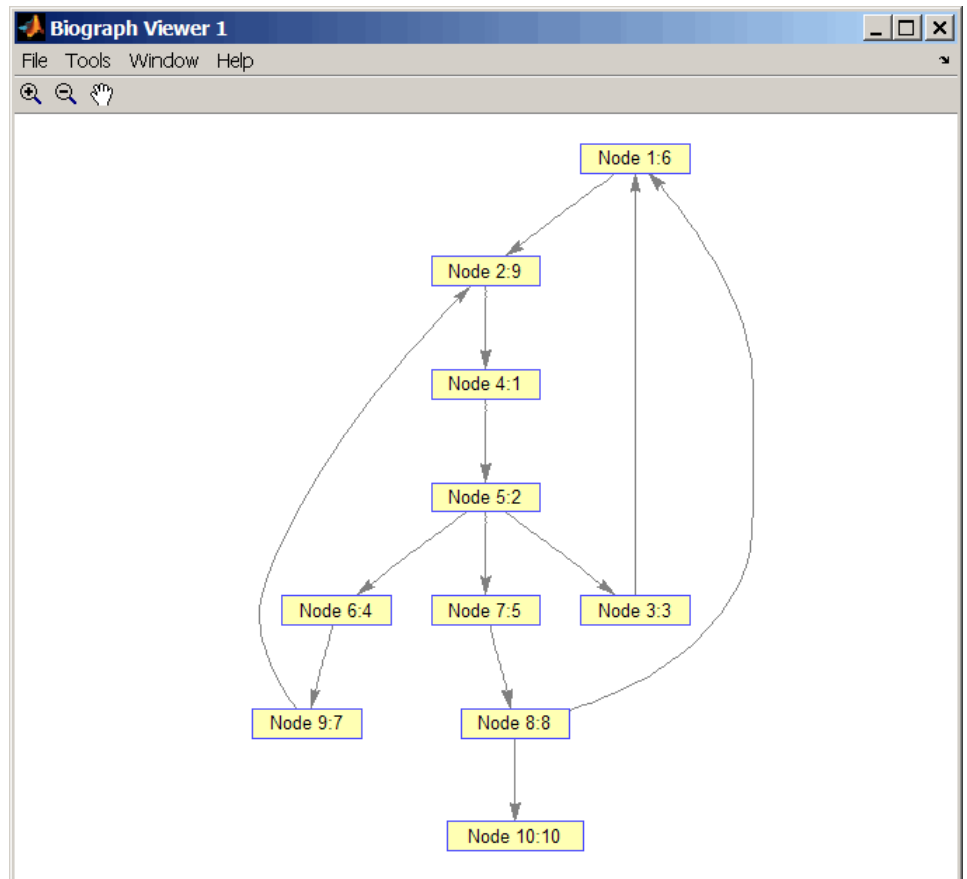 Biograph Viewer 1
File Tools Window Help
Node 1:6
Node 2:9
Node 4:1
Node 5:2
Node 6:4 Node 7:5 Node 3:3
Node 9:7 Node 8:8
Node 10:10